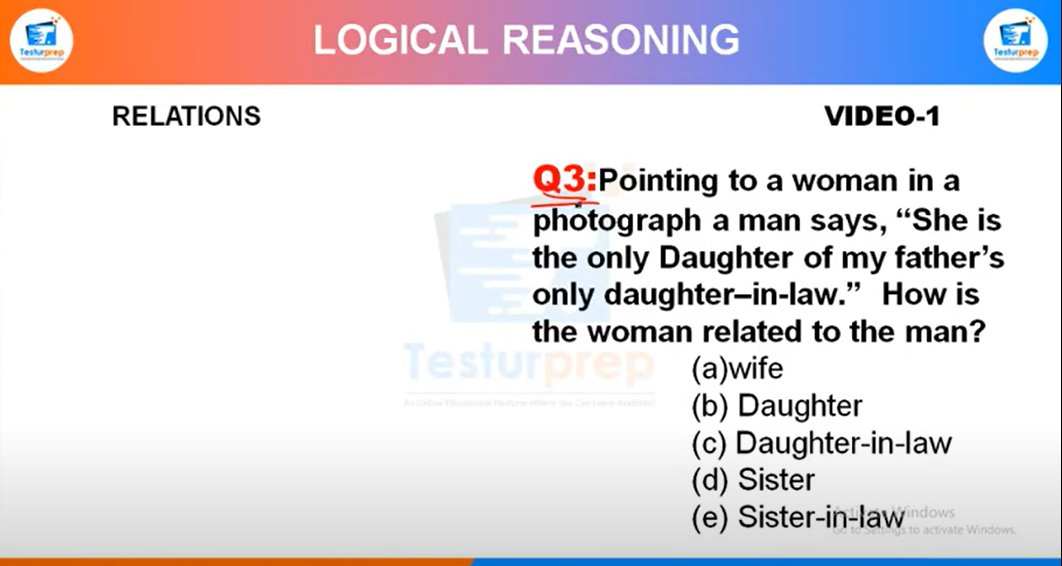 LOGICAL REASONING
Testurprep
Testurprep
RELATIONS
VIDEO-1
Q3:Pointing to a woman in a
photograph a man says, “She is
the only Daughter of my father’s
only daughter–in-law.” How is
the woman related to the man?
(a)wife
(b) Daughter
(c) Daughter-in-law
(d) Sister
(e) Sister-in-law
Testurprep
An Online Educational Platform Where You Can Learn Anything!
Activate Windows
Go to Settings to activate Windows.